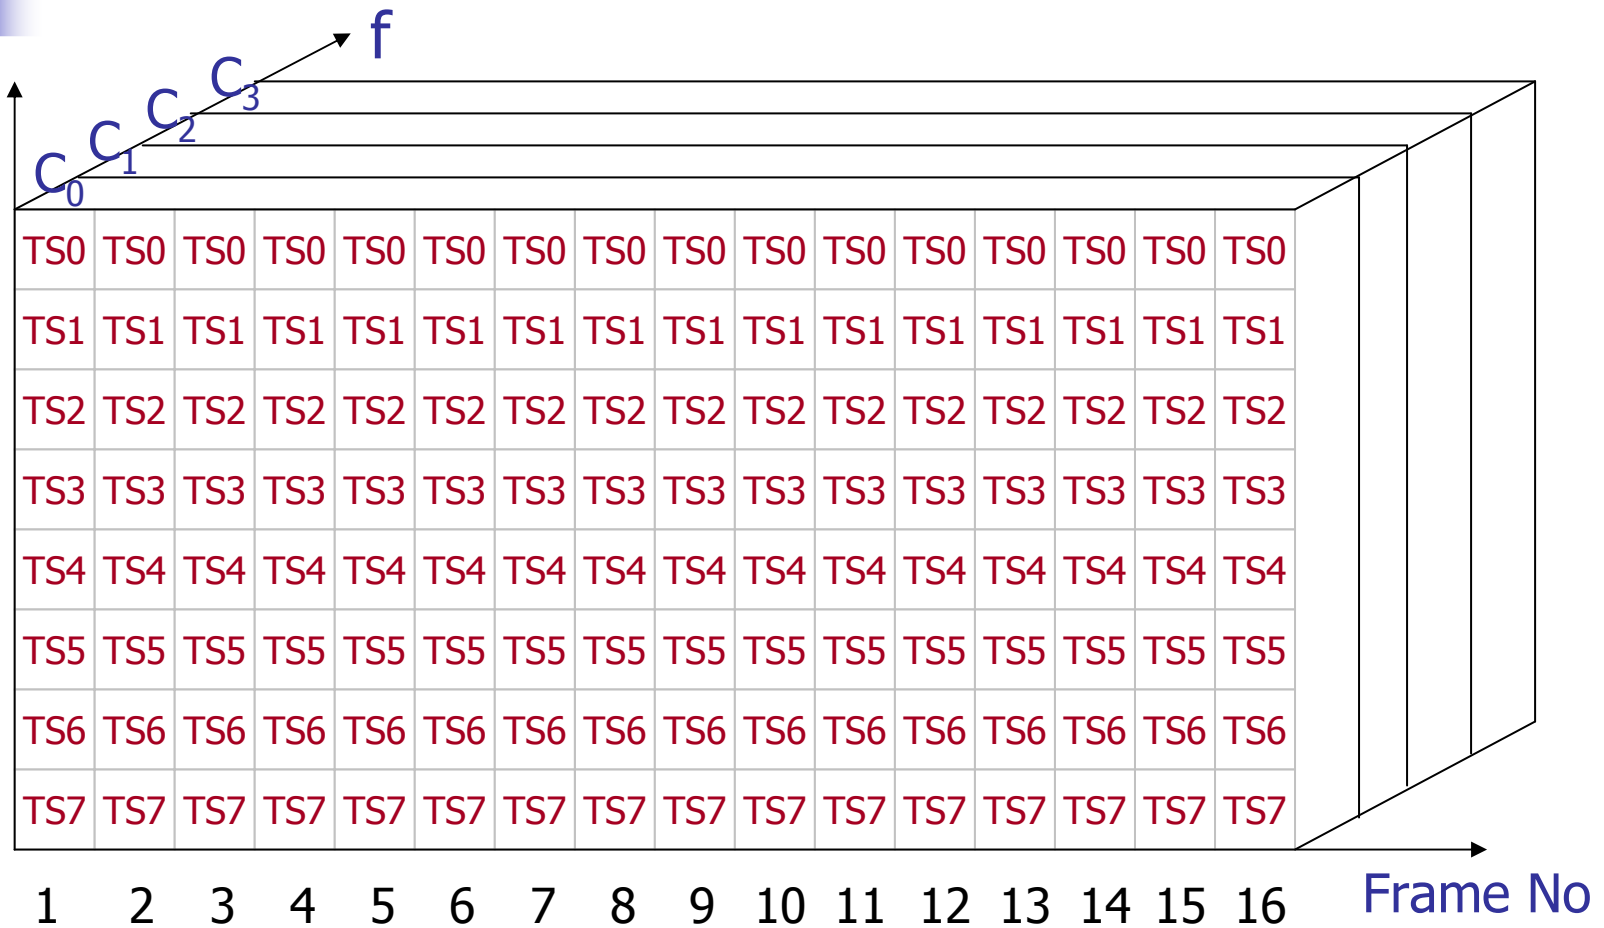 f
C3
C2
C1
C0
TS0 TS0 TS0 TS0 TS0 TS0 TS0 TS0 TS0 TS0 TS0 TS0 TS0 TS0 TS0 TS0
TS1 TS1 TS1 TS1 TS1 TS1 TS1 TS1 TS1 TS1 TS1 TS1 TS1 TS1 TS1 TS1
TS2 TS2 TS2 TS2 TS2 TS2 TS2 TS2 TS2 TS2 TS2 TS2 TS2 TS2 TS2 TS2
TS3 TS3 TS3 TS3 TS3 TS3 TS3 TS3 TS3 TS3 TS3 TS3 TS3 TS3 TS3 TS3
TS4 TS4 TS4 TS4 TS4 TS4 TS4 TS4 TS4 TS4 TS4 TS4 TS4 TS4 TS4 TS4
TS5 TS5 TS5 TS5 TS5 TS5 TS5 TS5 TS5 TS5 TS5 TS5 TS5 TS5 TS5 TS5
TS6 TS6 TS6 TS6 TS6 TS6 TS6 TS6 TS6 TS6 TS6 TS6 TS6 TS6 TS6 TS6
TS7 TS7 TS7 TS7 TS7 TS7 TS7 TS7 TS7 TS7 TS7 TS7 TS7 TS7 TS7 TS7
1 2 3 4 5 6 7 8 9 10 11 12 13 14 15 16 Frame No